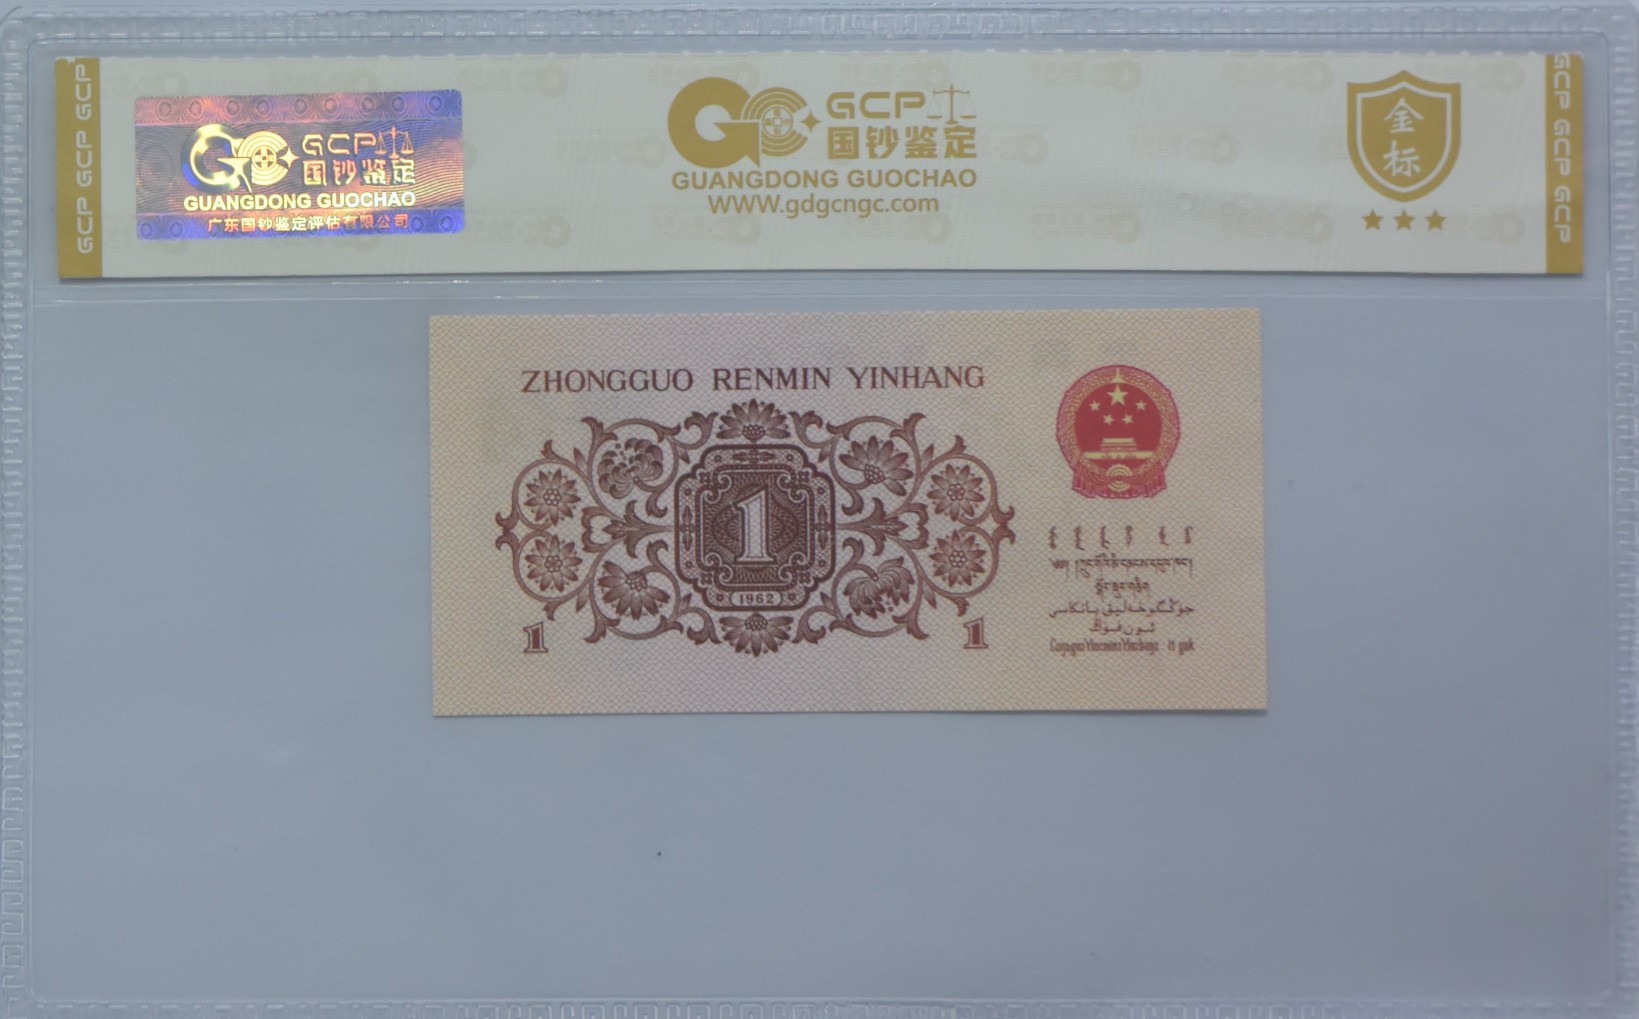 GCP GCP GCP
GCP
国钞鉴定
GUANGDONG GUOCHAO
广东国钞鉴定评估有限公司
GCP
国钞鉴定
GUANGDONG GUOCHAO
WWW.gdgcngc.com
金标
GCP GCP GCP
ZHONGGUO RENMIN YINHANG
1
1962
1
1